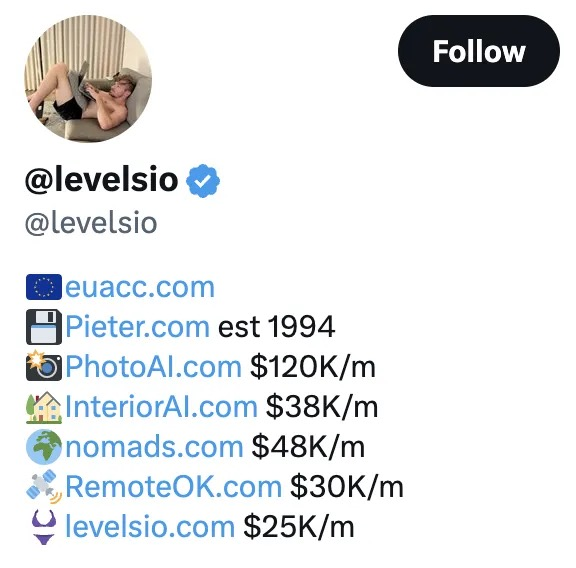 Follow
@levelsio
@levelsio
euacc.com
Pieter.com est 1994
PhotoAI.com $120K/m
InteriorAI.com $38K/m
nomads.com $48K/m
RemoteOK.com $30K/m
levelsio.com $25K/m